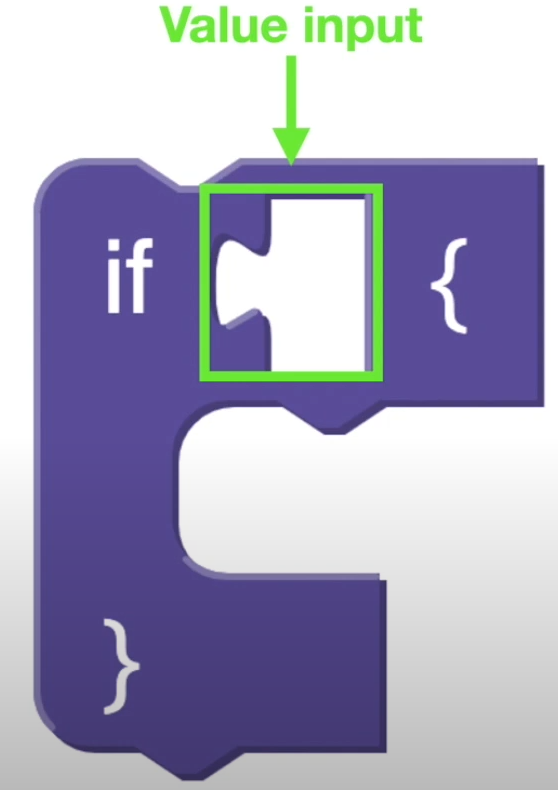 Value input
if {
}